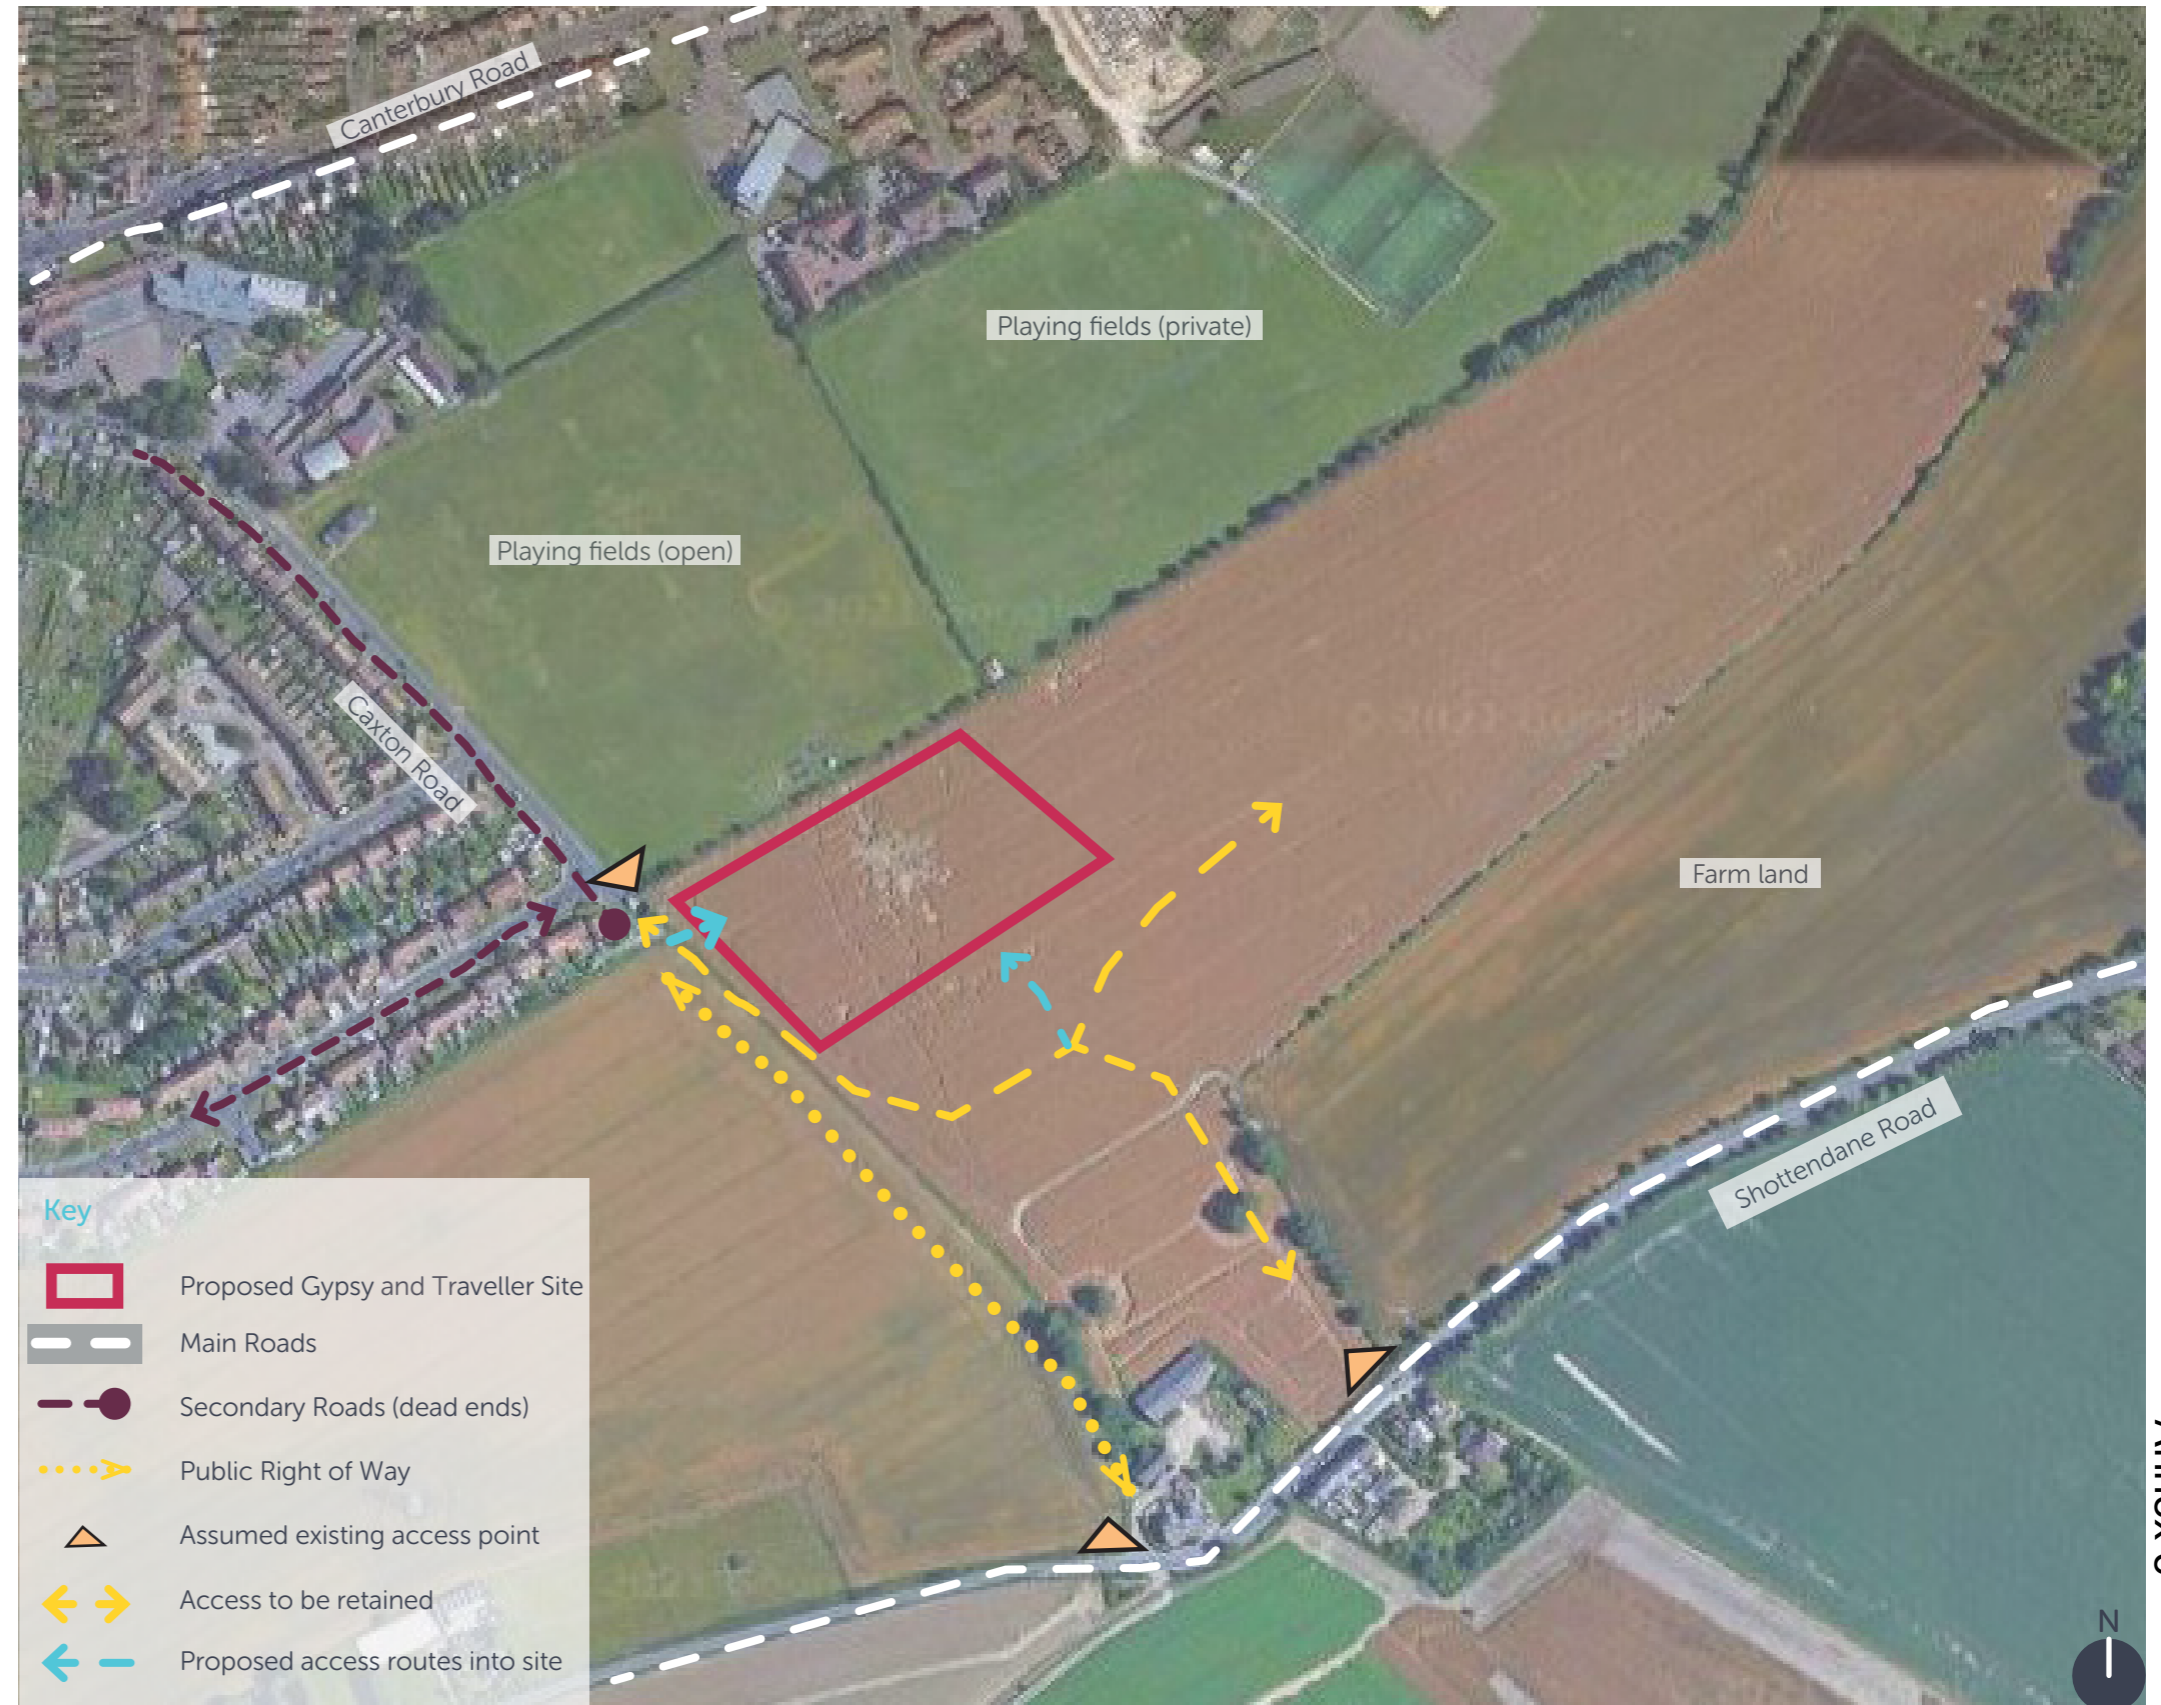 Canterbury Road
Playing fields (private)
Playing fields (open)
Caxton Road
Farm land
Shottendane Road
Key
Proposed Gypsy and Traveller Site
Main Roads
Secondary Roads (dead ends)
Public Right of Way
Assumed existing access point
Access to be retained
Proposed access routes into site
N